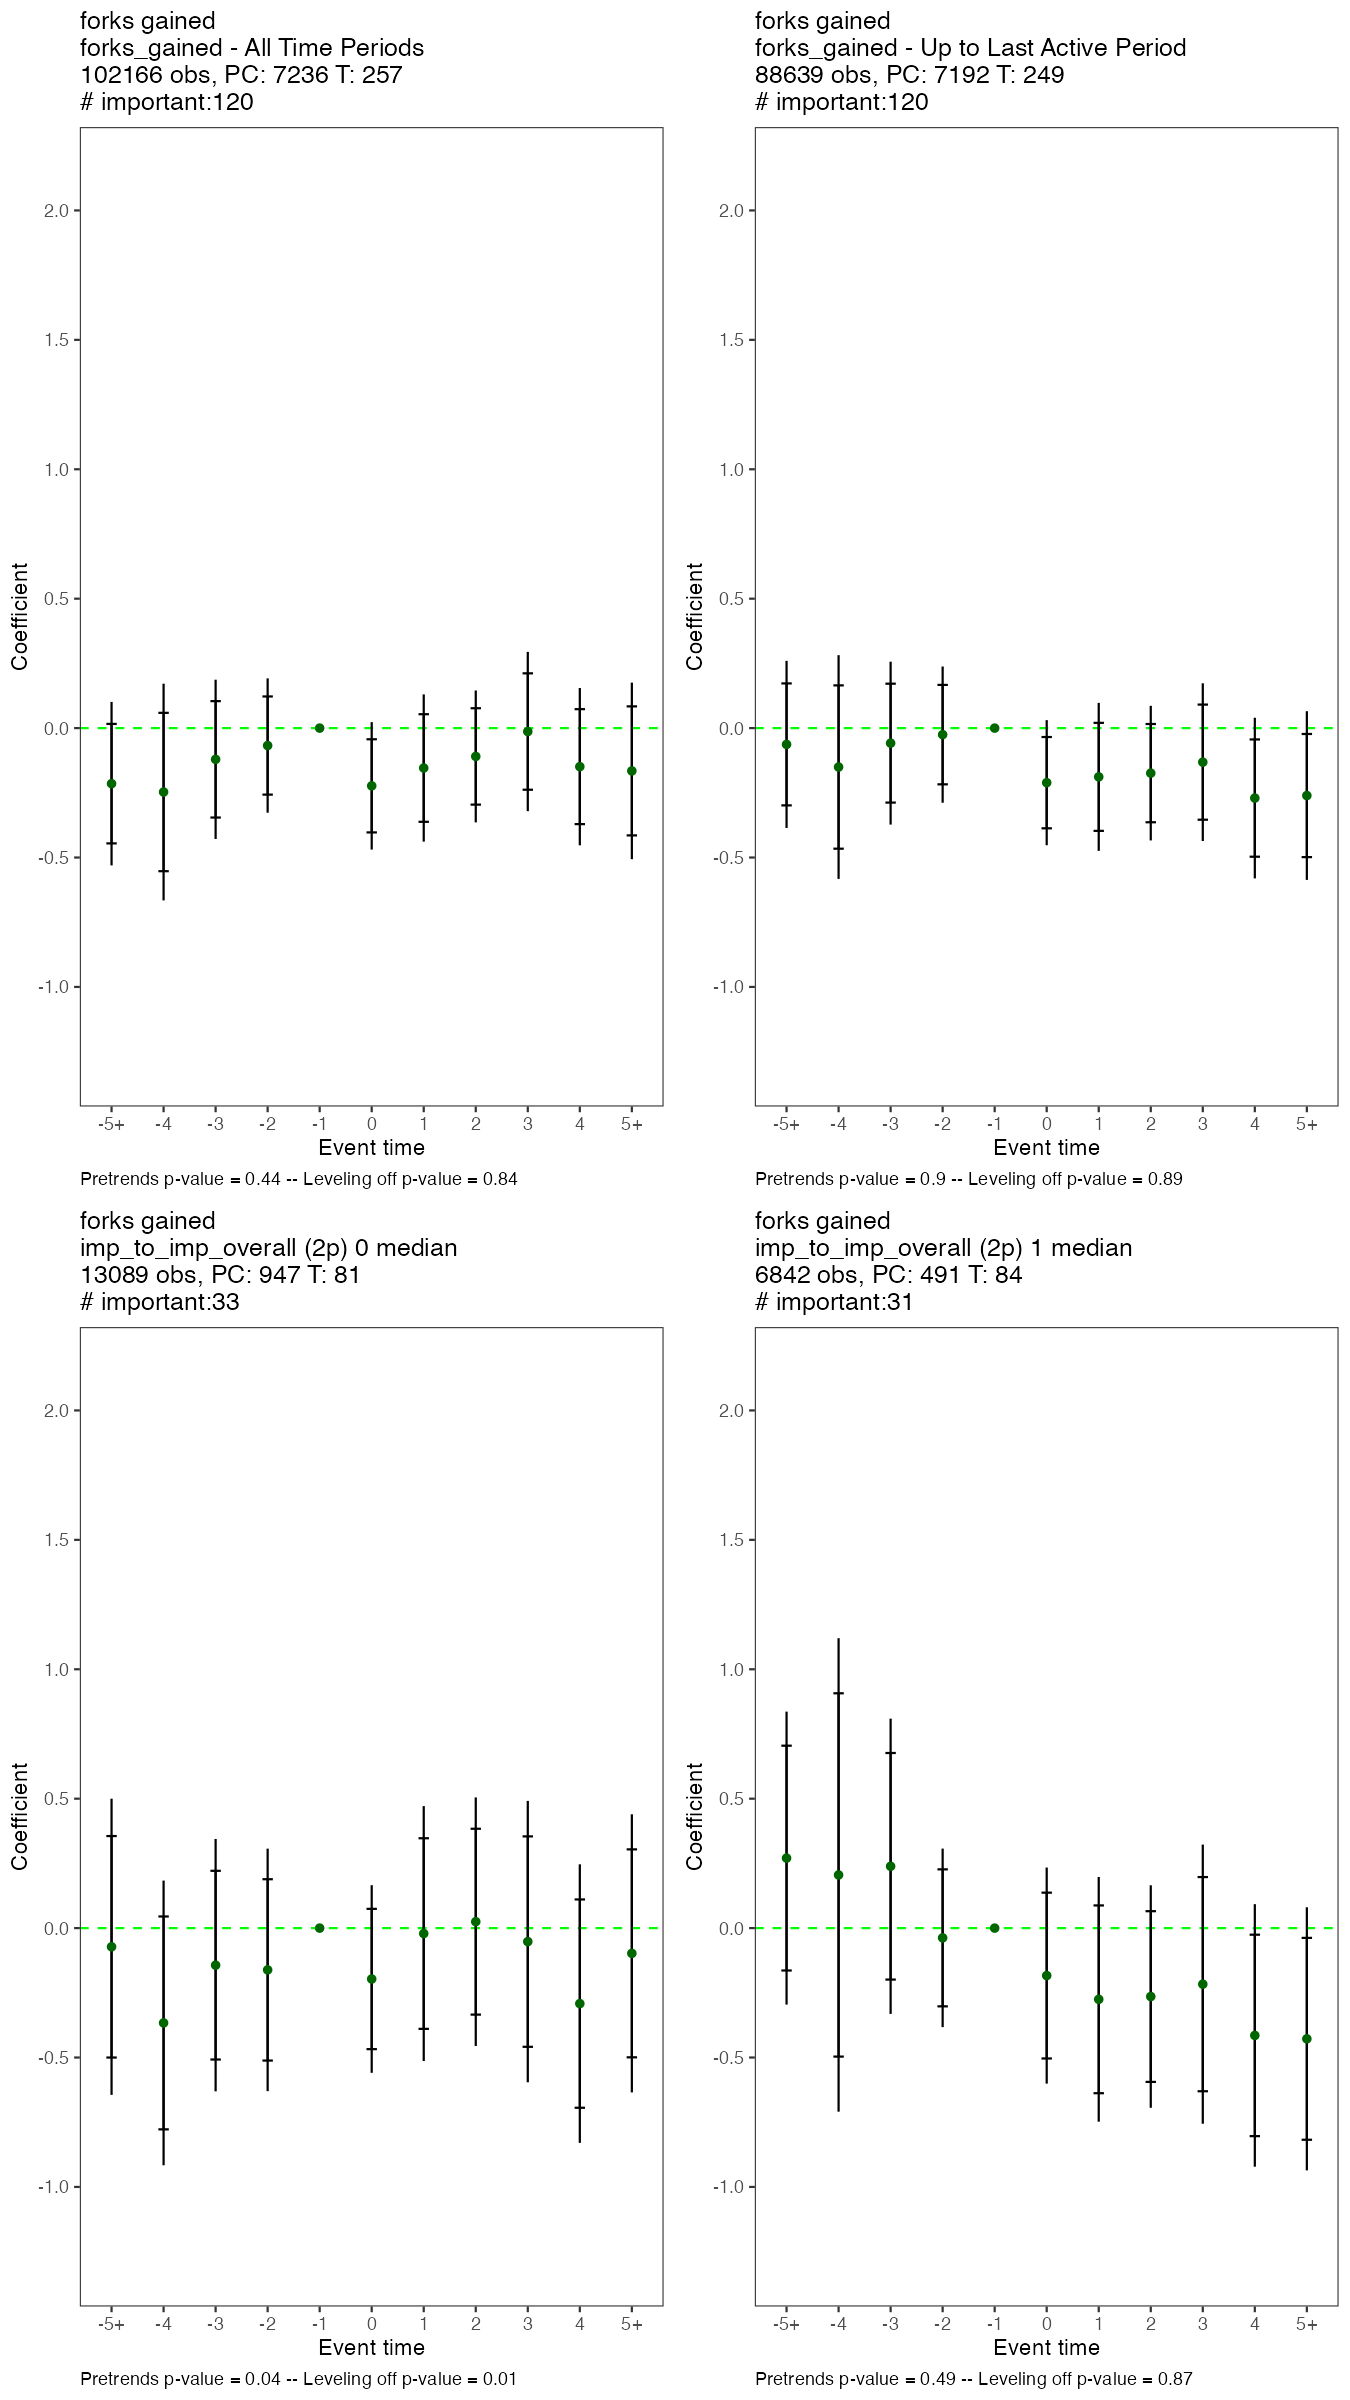 forks gained
forks_gained - All Time Periods
102166 obs, PC: 7236 T: 257
# important:120
2.0
1.5
1.0
0.5
0.0
-0.5
-1.0
Coefficient
-5+ -4 -3 -2 -1 0 1 2 3 4 5+
Event time
Pretrends p-value = 0.44 -- Leveling off p-value = 0.84
forks gained
forks_gained - Up to Last Active Period
88639 obs, PC: 7192 T: 249
# important:120
2.0
1.5
1.0
0.5
0.0
-0.5
-1.0
Coefficient
-5+ -4 -3 -2 -1 0 1 2 3 4 5+
Event time
Pretrends p-value = 0.9 -- Leveling off p-value = 0.89
forks gained
imp_to_imp_overall (2p) 0 median
13089 obs, PC: 947 T: 81
# important:33
2.0
1.5
1.0
0.5
0.0
-0.5
-1.0
Coefficient
-5+ -4 -3 -2 -1 0 1 2 3 4 5+
Event time
Pretrends p-value = 0.04 -- Leveling off p-value = 0.01
forks gained
imp_to_imp_overall (2p) 1 median
6842 obs, PC: 491 T: 84
# important:31
2.0
1.5
1.0
0.5
0.0
-0.5
-1.0
Coefficient
-5+ -4 -3 -2 -1 0 1 2 3 4 5+
Event time
Pretrends p-value = 0.49 -- Leveling off p-value = 0.87